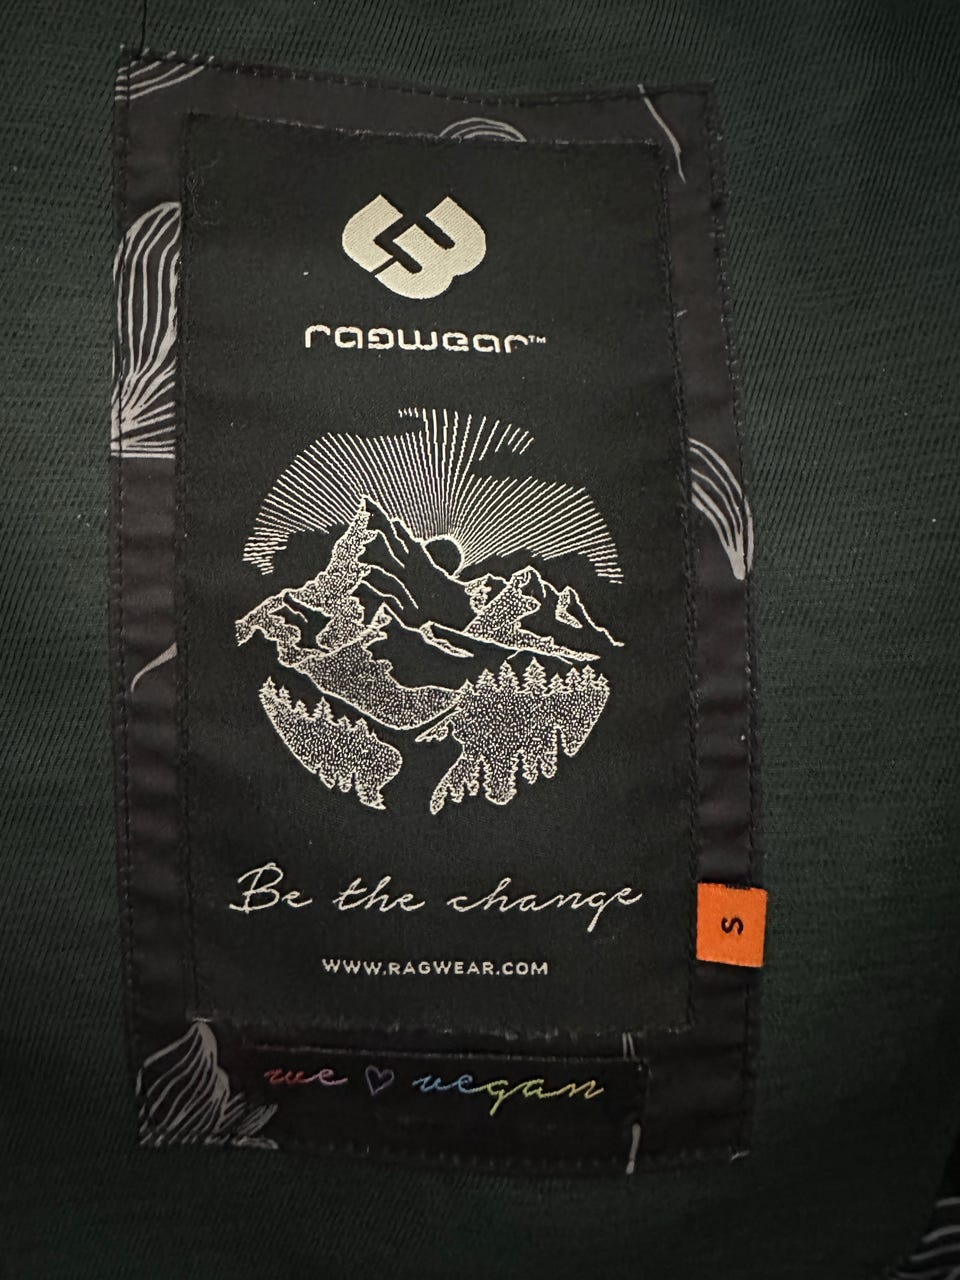 ragwear™
Be the change
S
WWW.RAGWEAR.COM
we ♡ vegan